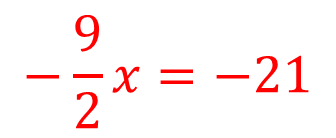 −9/2 x = −21